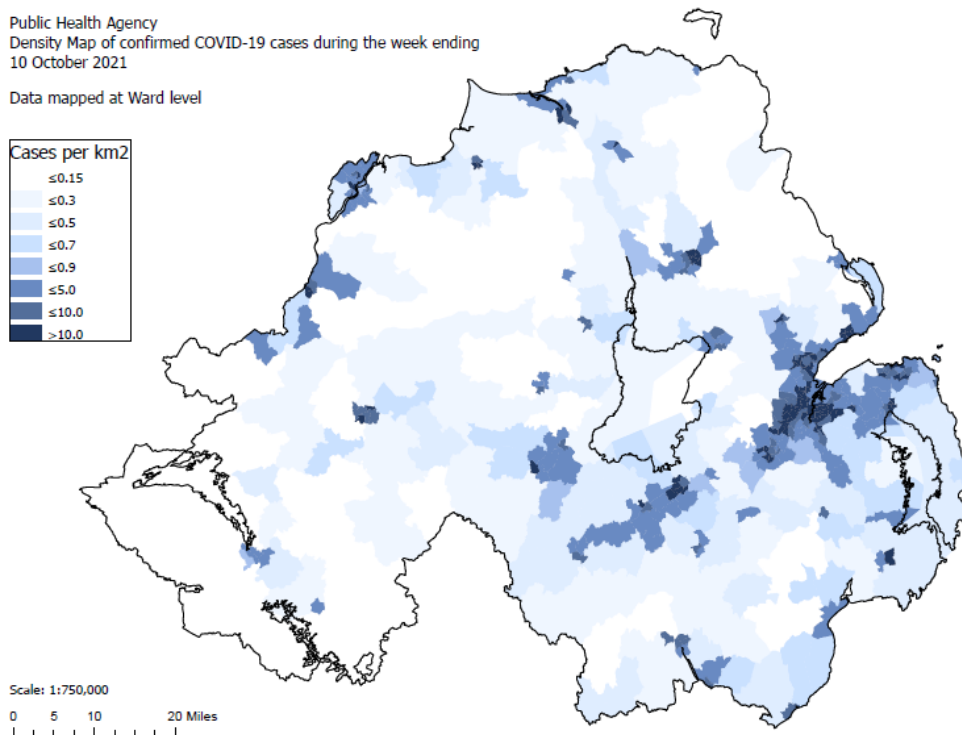 Public Health Agency
Density Map of confirmed COVID-19 cases during the week ending
10 October 2021
Data mapped at Ward level
Cases per km2
≤0.15
≤0.3
≤0.5
≤0.7
≤0.9
≤5.0
≤10.0
>10.0
Scale: 1:750,000
0 5 10 20 Miles